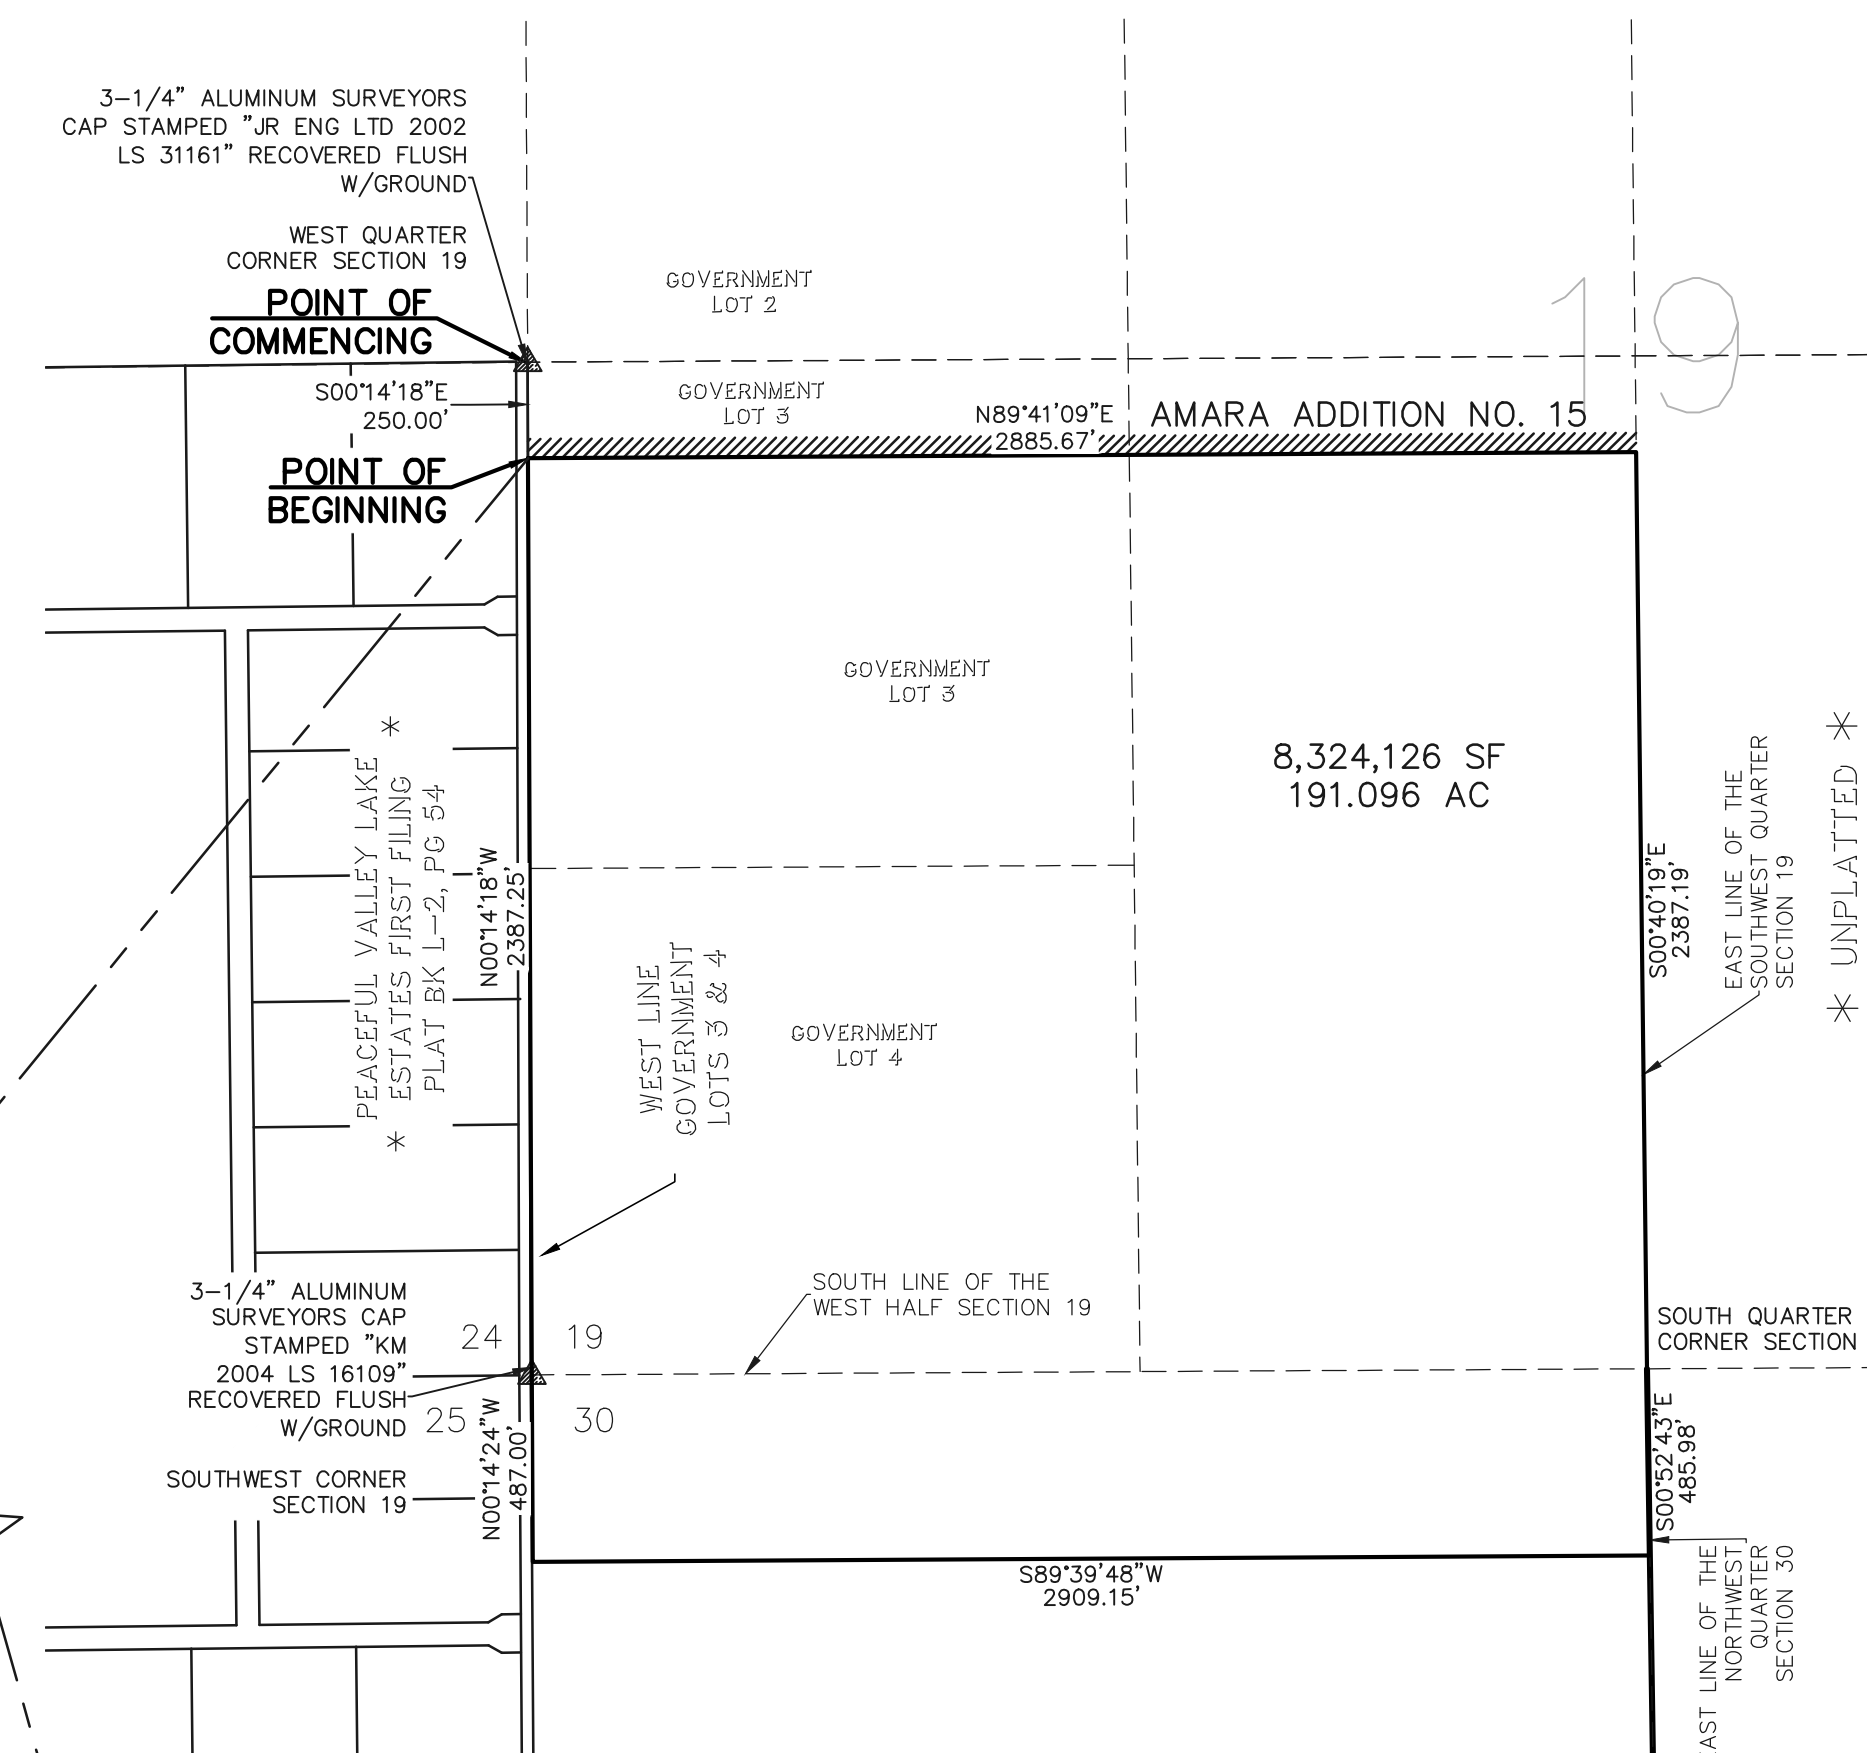 3-1/4" ALUMINUM SURVEYORS
CAP STAMPED "JR ENG LTD 2002
LS 31161" RECOVERED FLUSH
W/GROUND
WEST QUARTER
CORNER SECTION 19
POINT OF
COMMENCING
S00°14'18"E
250.00'
POINT OF
BEGINNING
GOVERNMENT
LOT 2
GOVERNMENT
LOT 3
N89°41'09"E
2885.67'
AMARA ADDITION NO. 15
19
GOVERNMENT
LOT 3
8,324,126 SF
191.096 AC
PEACEFUL VALLEY LAKE
* ESTATES FIRST FILING *
PLAT BK L-2, PG 54
N00°14'18"W
2387.25'
WEST LINE
GOVERNMENT
LOTS 3 & 4
GOVERNMENT
LOT 4
S00°40'19"E
2387.19'
EAST LINE OF THE
SOUTHWEST QUARTER
SECTION 19
* UNPLATTED *
SOUTH LINE OF THE
WEST HALF SECTION 19
3-1/4" ALUMINUM
SURVEYORS CAP
STAMPED "KM
2004 LS 16109"
RECOVERED FLUSH
W/GROUND
24
19
25
30
SOUTHWEST CORNER
SECTION 19
N00°14'24"W
487.00'
SOUTH QUARTER
CORNER SECTION
S00°52'43"E
485.98'
S89°39'48"W
2909.15'
EAST LINE OF THE
NORTHWEST
QUARTER
SECTION 30